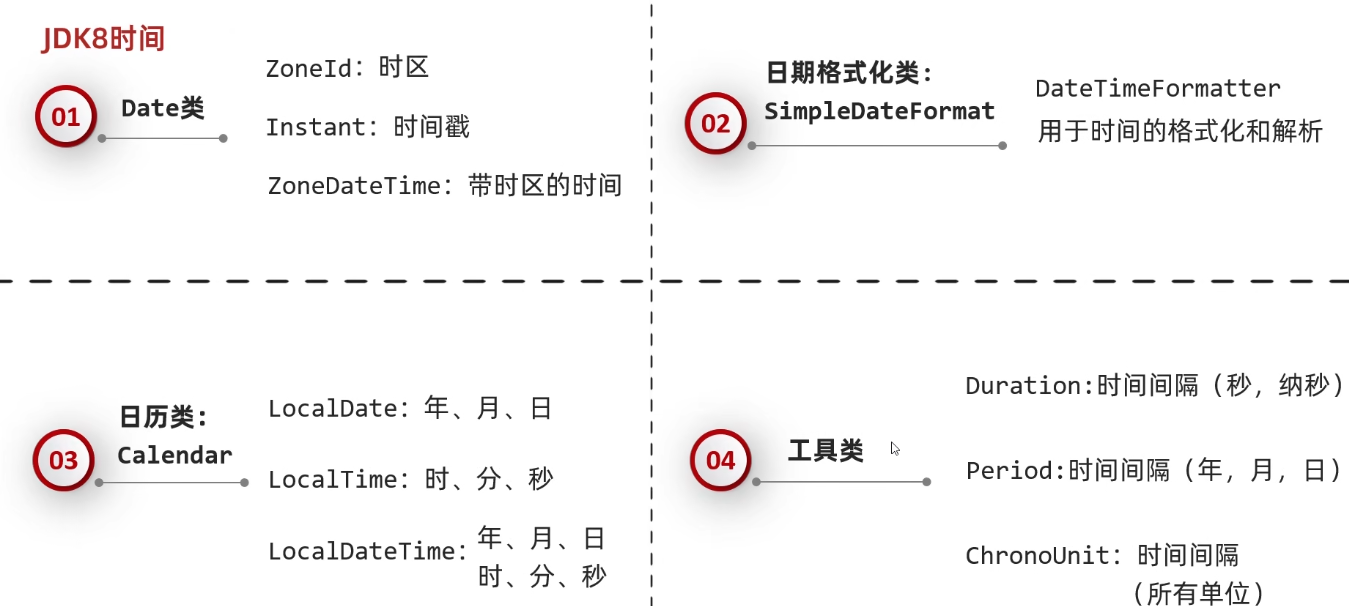 JDK8时间
01
Date类
ZoneId：时区
Instant：时间戳
ZoneDateTime：带时区的时间
02
日期格式化类：
SimpleDateFormat
DateTimeFormatter
用于时间的格式化和解析
03
日历类：
Calendar
LocalDate：年、月、日
LocalTime：时、分、秒
LocalDateTime：年、月、日
时、分、秒
04
工具类
Duration:时间间隔（秒，纳秒）
Period:时间间隔（年，月，日）
ChronoUnit：时间间隔
（所有单位）